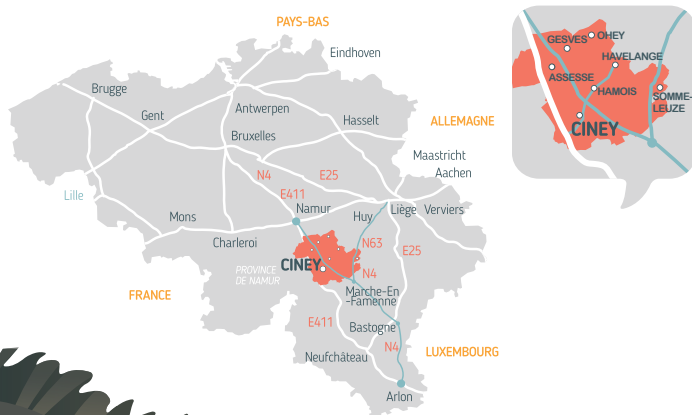 PAYS-BAS
Eindhoven
Brugge
Gent
Antwerpen
Hasselt
ALLEMAGNE
Bruxelles
Maastricht
Aachen
N4
E25
E411
Lille
Namur
Huy
Liège
Verviers
Mons
Charleroi
N63
E25
PROVINCE
DE NAMUR
CINEY
N4
Marche-En
-Famenne
FRANCE
E411
Bastogne
N4
Neufchâteau
LUXEMBOURG
Arlon
GESVES
OHEY
HAVELANGE
ASSESSE
HAMOIS
SOMME-
LEUZE
CINEY